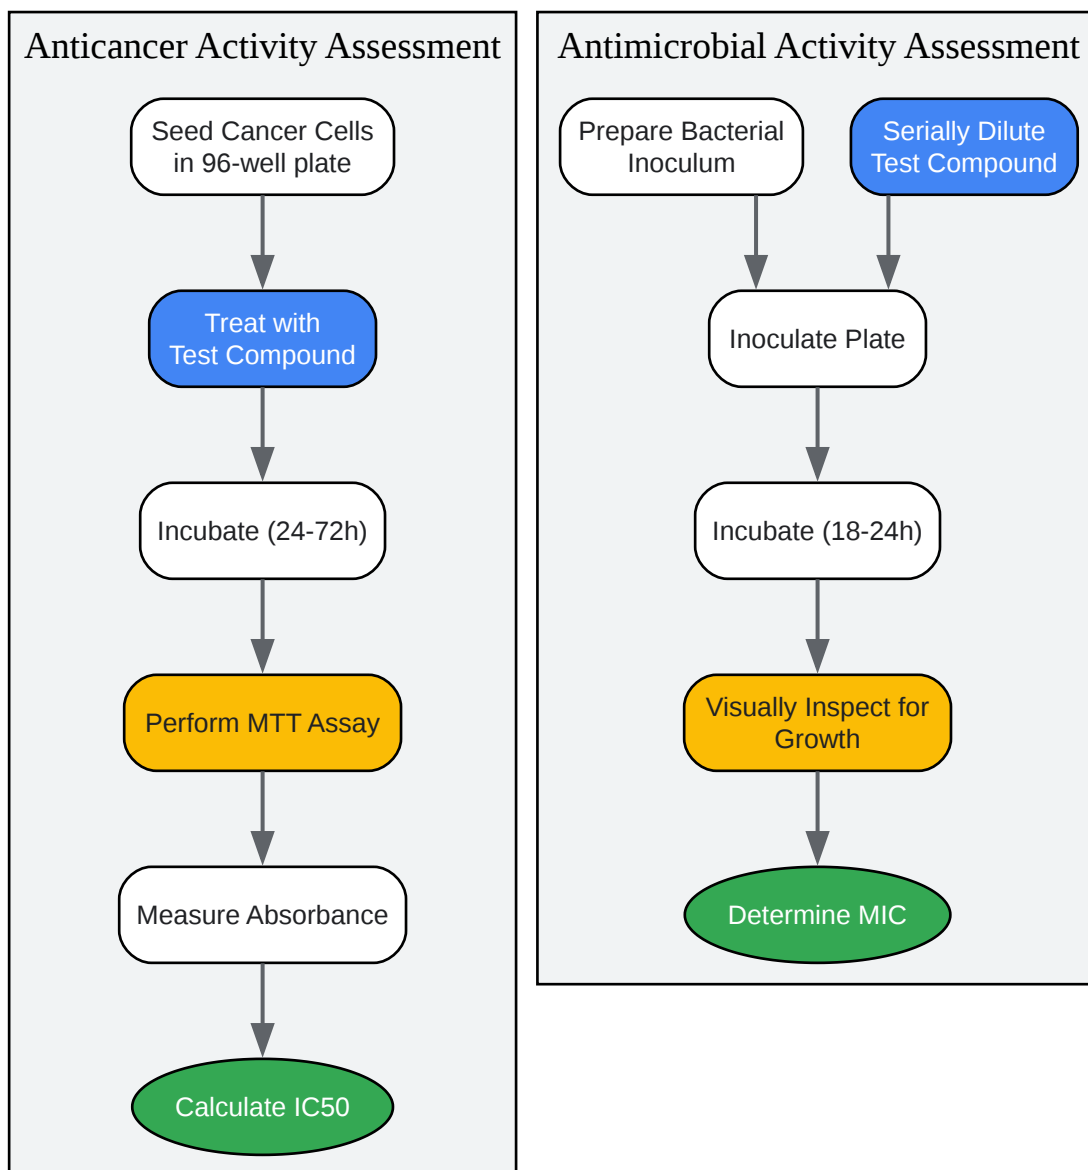 Anticancer Activity Assessment
Seed Cancer Cells
in 96-well plate
Treat with
Test Compound
Incubate (24-72h)
Perform MTT Assay
Measure Absorbance
Calculate IC50
Antimicrobial Activity Assessment
Prepare Bacterial
Inoculum
Serially Dilute
Test Compound
Inoculate Plate
Incubate (18-24h)
Visually Inspect for
Growth
Determine MIC